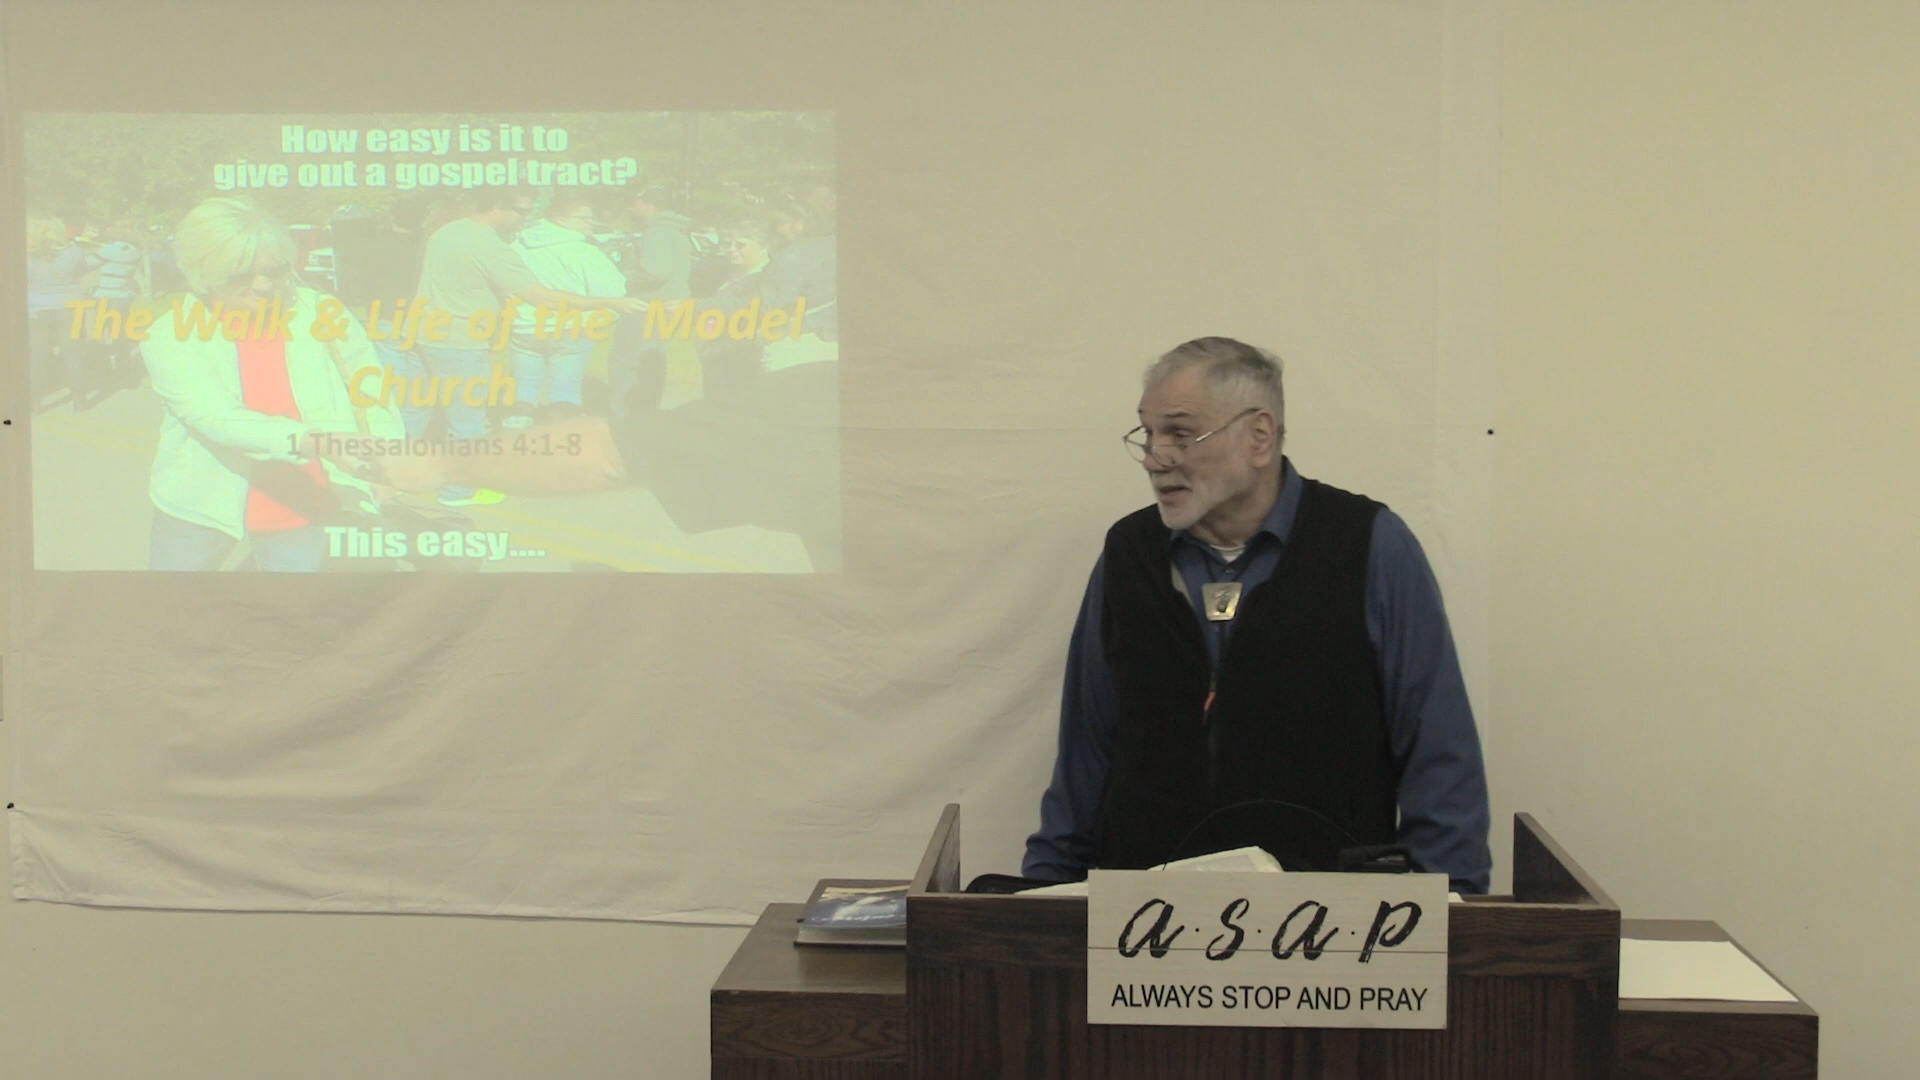 How easy is it to
give out a gospel tract?
The Walk & Life of the Model
Church
1 Thessalonians 4:1-8
This easy....
a.s.a.p
ALWAYS STOP AND PRAY